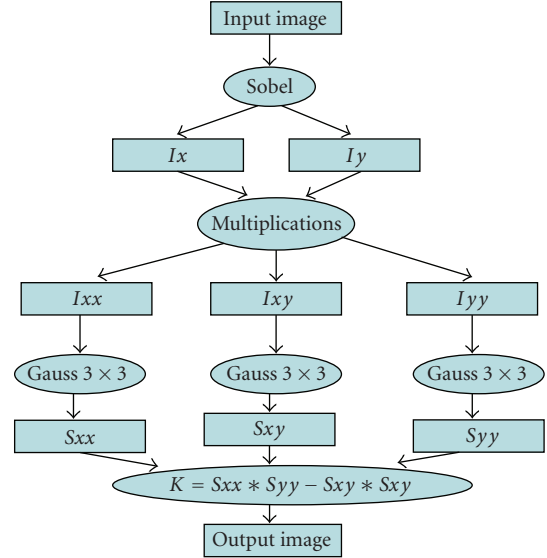 Input image
Sobel
Ix
Iy
Multiplications
Ixx
Ixy
Iyy
Gauss 3 × 3
Gauss 3 × 3
Gauss 3 × 3
Sxx
Sxy
Syy
K = Sxx ∗ Syy − Sxy ∗ Sxy
Output image